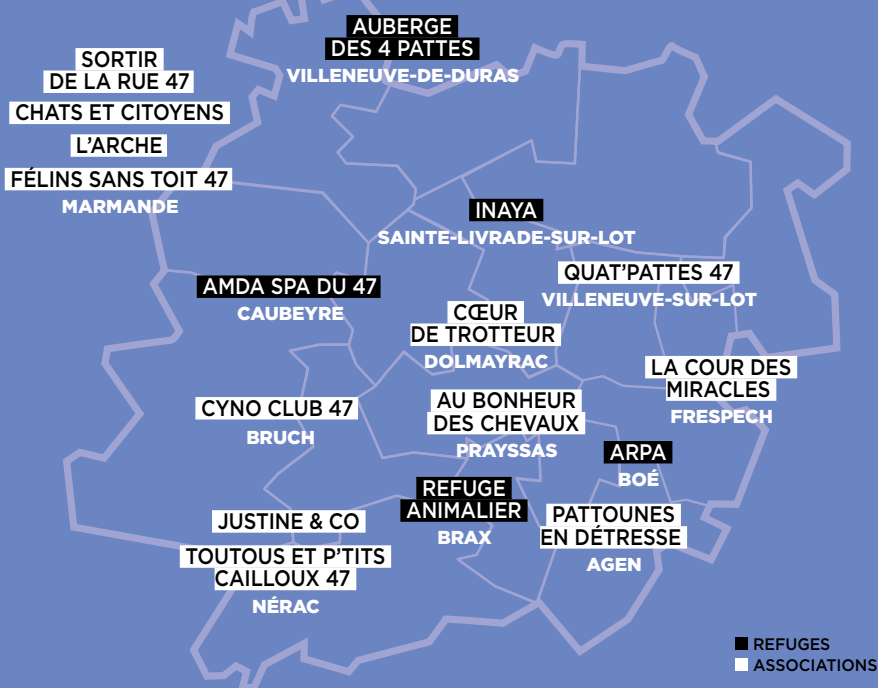 AUBERGE
DES 4 PATTES
VILLENEUVE-DE-DURAS
SORTIR
DE LA RUE 47
CHATS ET CITOYENS
L'ARCHE
FÉLINS SANS TOIT 47
MARMANDE
INAYA
SAINTE-LIVRADE-SUR-LOT
QUAT'PATTES 47
VILLENEUVE-SUR-LOT
AMDA SPA DU 47
CAUBEYRE
CŒUR
DE TROTTEUR
DOLMAYRAC
LA COUR DES
MIRACLES
FRESPECH
CYNO CLUB 47
BRUCH
AU BONHEUR
DES CHEVAUX
PRAYSSAS
ARPA
BOÉ
REFUGE
ANIMALIER
BRAX
PATTOUNES
EN DÉTRESSE
AGEN
JUSTINE & CO
TOUTOUS ET P'TITS
CAILLOUX 47
NÉRAC
REFUGES
ASSOCIATIONS